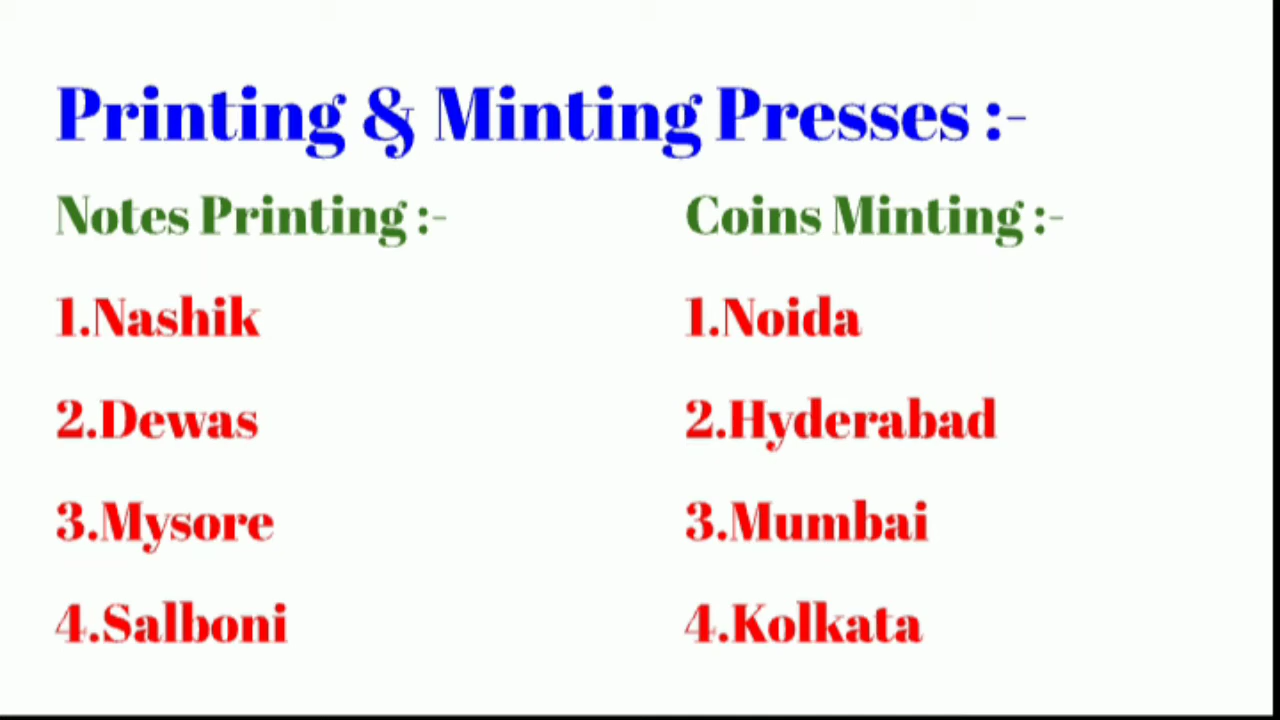 Printing & Minting Presses :-
Notes Printing :-
1.Nashik
2.Dewas
3.Mysore
4.Salboni
Coins Minting :-
1.Noida
2.Hyderabad
3.Mumbai
4.Kolkata